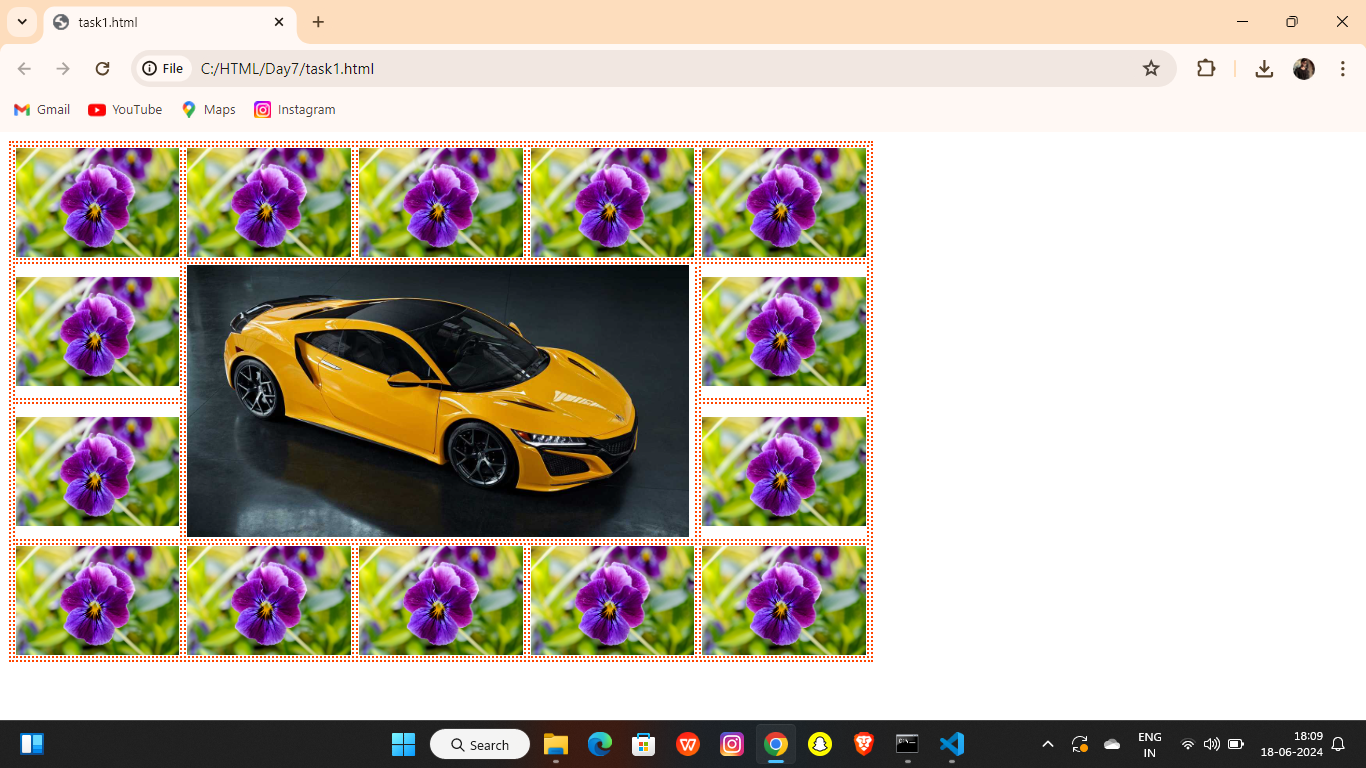 task1.html
File
C:/HTML/Day7/task1.html
Gmail
YouTube
Maps
Instagram
Search
ENG
IN
18:09
18-06-2024